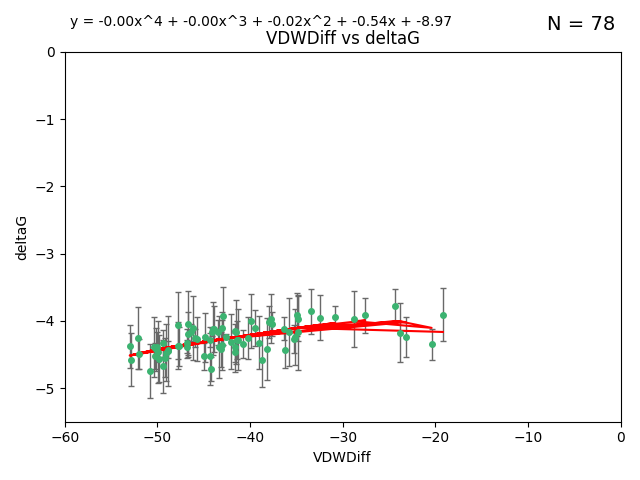 y = -0.00x^4 + -0.00x^3 + -0.02x^2 + -0.54x + -8.97
N = 78
VDWDiff vs deltaG
0
−1
−2
−3
−4
−5
deltaG
−60 −50 −40 −30 −20 −10 0
VDWDiff